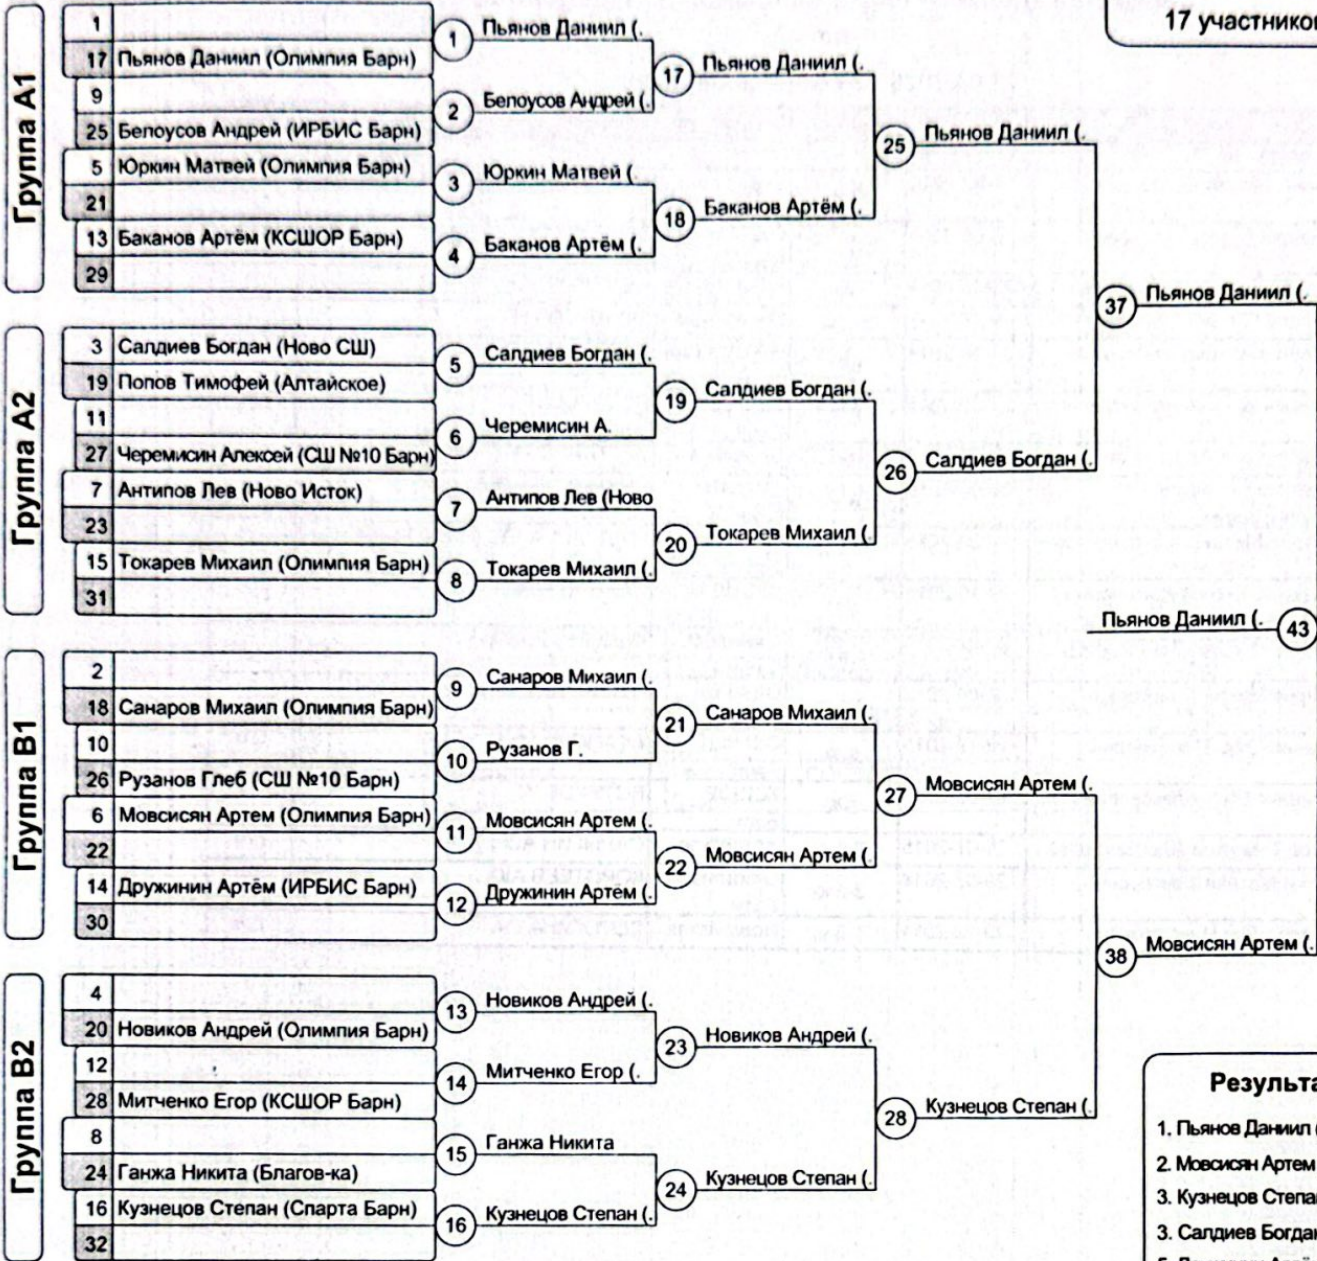 17 участников
Группа А1
1
17 Пьянов Даниил (Олимпия Барн)
9
25 Белоусов Андрей (ИРБИС Барн)
5 Юркин Матвей (Олимпия Барн)
21
13 Баканов Артём (КСШОР Барн)
29
1 Пьянов Даниил (.
2 Белоусов Андрей (.
3 Юркин Матвей (.
4 Баканов Артём (.
17 Пьянов Даниил (.
18 Баканов Артём (.
25 Пьянов Даниил (.
Группа А2
3 Салдиев Богдан (Ново СШ)
19 Попов Тимофей (Алтайское)
11
27 Черемисин Алексей (СШ №10 Барн)
7 Антипов Лев (Ново Исток)
23
15 Токарев Михаил (Олимпия Барн)
31
5 Салдиев Богдан (.
6 Черемисин А.
7 Антипов Лев (Ново
8 Токарев Михаил (.
19 Салдиев Богдан (.
20 Токарев Михаил (.
26 Салдиев Богдан (.
37 Пьянов Даниил (.
Пьянов Даниил (. 43
Группа В1
2
18 Санаров Михаил (Олимпия Барн)
10
26 Рузанов Глеб (СШ №10 Барн)
6 Мовсисян Артем (Олимпия Барн)
22
14 Дружинин Артём (ИРБИС Барн)
30
9 Санаров Михаил (.
10 Рузанов Г.
11 Мовсисян Артем (.
12 Дружинин Артём (.
21 Санаров Михаил (.
22 Мовсисян Артем (.
27 Мовсисян Артем (.
Группа В2
4
20 Новиков Андрей (Олимпия Барн)
12
28 Митченко Егор (КСШОР Барн)
8
24 Ганжа Никита (Благов-ка)
16 Кузнецов Степан (Спарта Барн)
32
13 Новиков Андрей (.
14 Митченко Егор (.
15 Ганжа Никита
16 Кузнецов Степан (.
23 Новиков Андрей (.
24 Кузнецов Степан (.
28 Кузнецов Степан (.
38 Мовсисян Артем (.
Результа
1. Пьянов Даниил (
2. Мовсисян Артем
3. Кузнецов Степан
3. Салдиев Богдан